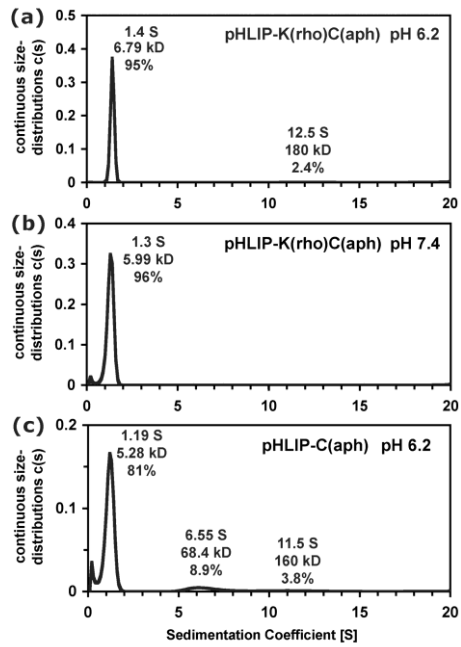 (a)
continuous size-
distributions c(s)
0.5
0.4
0.3
0.2
0.1
0
1.4 S
6.79 kD
95%
pHLIP-K(rho)C(aph) pH 6.2
12.5 S
180 kD
2.4%
0 5 10 15 20
(b)
continuous size-
distributions c(s)
0.4
0.3
0.2
0.1
0
1.3 S
5.99 kD
96%
pHLIP-K(rho)C(aph) pH 7.4
0 5 10 15 20
(c)
continuous size-
distributions c(s)
0.2
0.1
0
1.19 S
5.28 kD
81%
pHLIP-C(aph) pH 6.2
6.55 S
68.4 kD
8.9%
11.5 S
160 kD
3.8%
0 5 10 15 20
Sedimentation Coefficient [S]